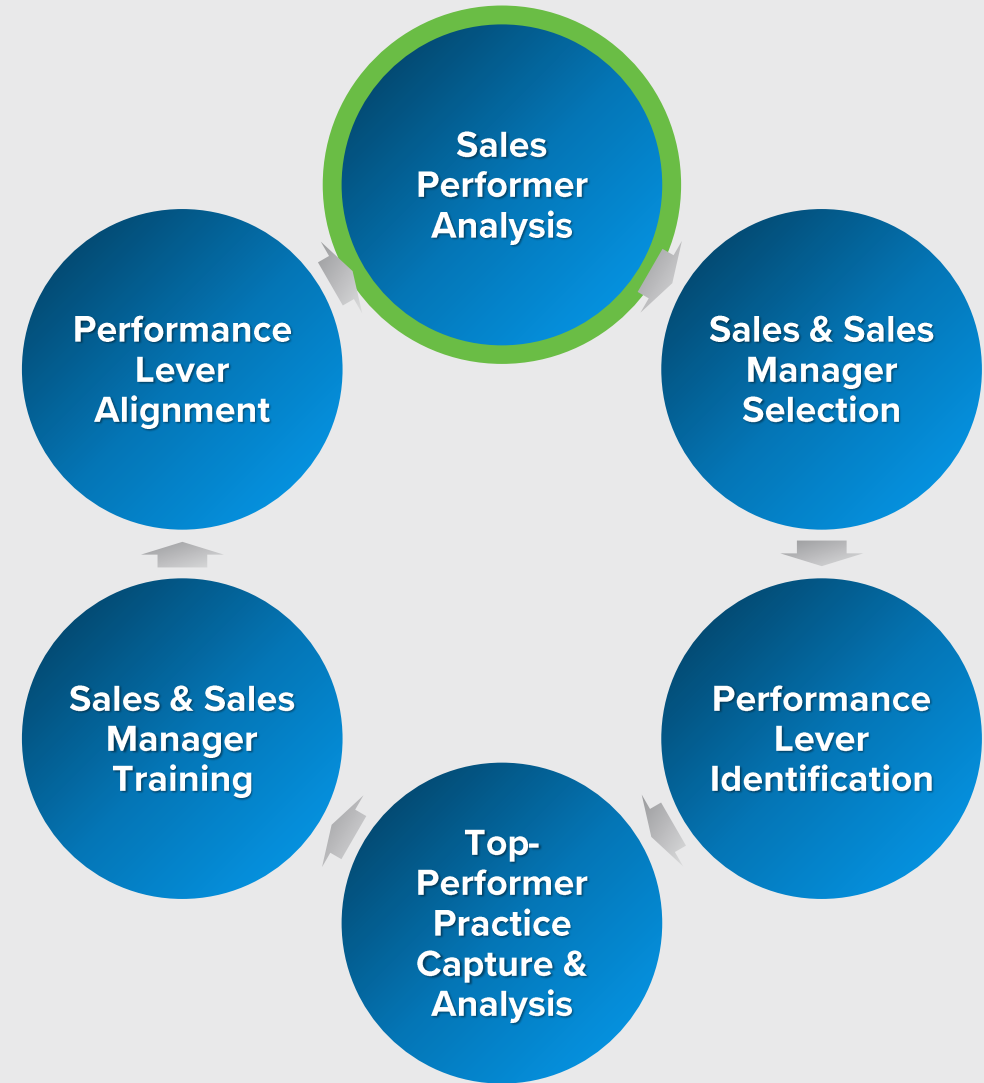 Sales
Performer
Analysis
Sales & Sales
Manager
Selection
Performance
Lever
Identification
Top-
Performer
Practice
Capture &
Analysis
Sales & Sales
Manager
Training
Performance
Lever
Alignment